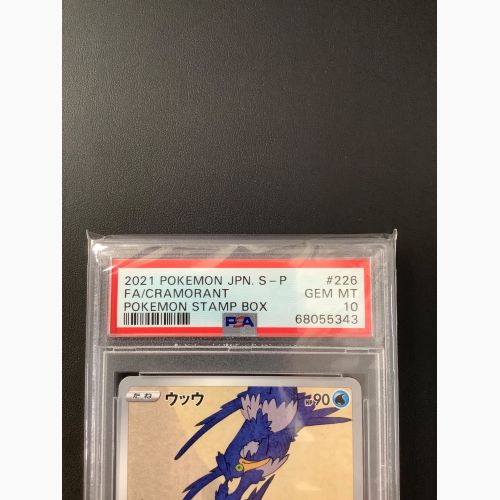 2021 POKEMON JPN. S-P #226
FA/CRAMORANT GEM MT
POKEMON STAMP BOX 10
PSA 68055343
たね ウッウ HP 90